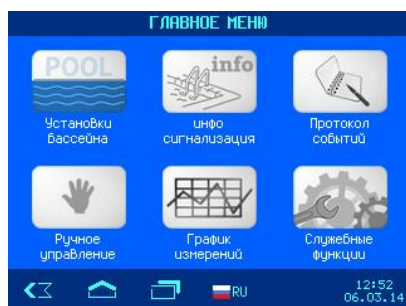 ГЛАВНОЕ МЕНЮ
POOL
info
Установки
бассейна
инфо
сигнализация
Протокол
событий
Ручное
управление
График
измерений
Служебные
функции
RU
12:52
06.03.14